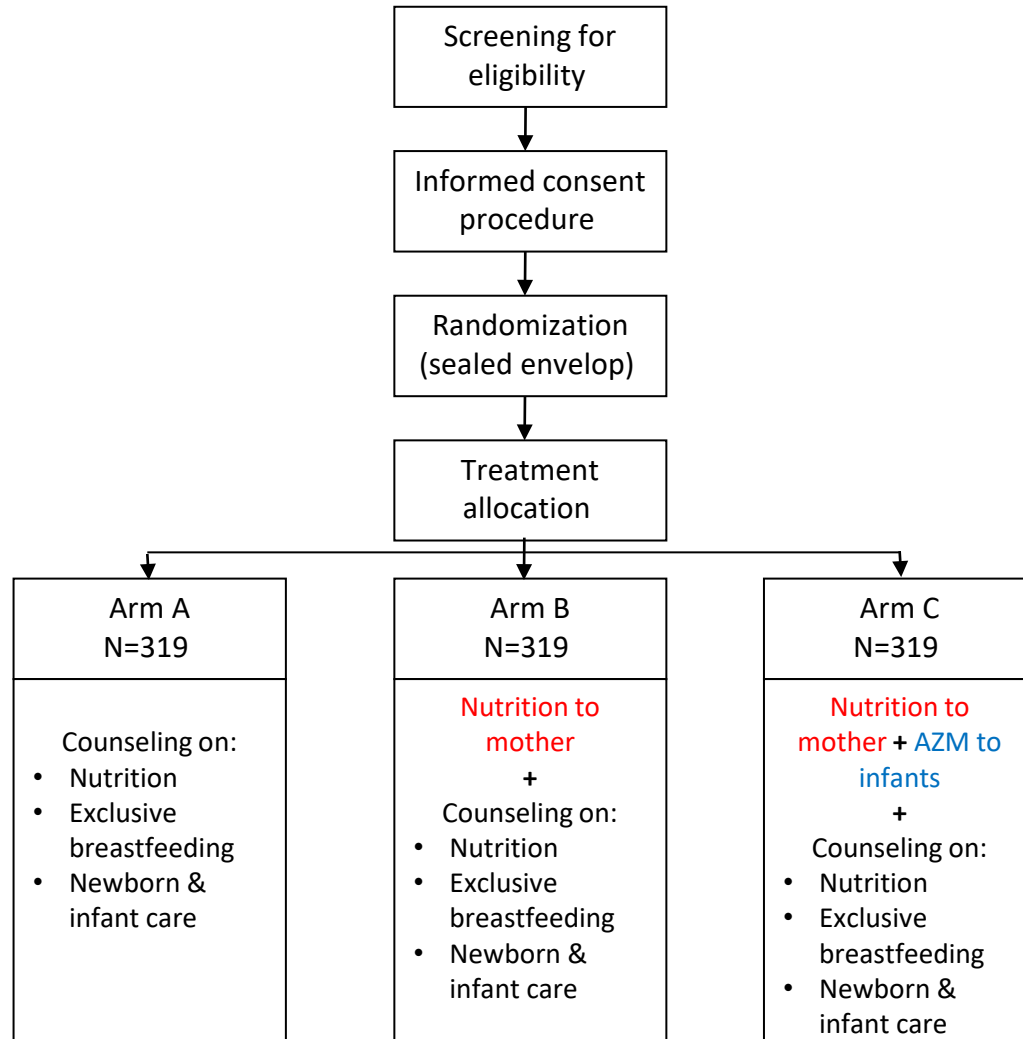 Screening for
eligibility
Informed consent
procedure
Randomization
(sealed envelop)
Treatment
allocation
Arm A
N=319
Counseling on:
• Nutrition
• Exclusive
breastfeeding
• Newborn &
infant care
Arm B
N=319
Nutrition to
mother
+
Counseling on:
• Nutrition
• Exclusive
breastfeeding
• Newborn &
infant care
Arm C
N=319
Nutrition to
mother + AZM to
infants
+
Counseling on:
• Nutrition
• Exclusive
breastfeeding
• Newborn &
infant care